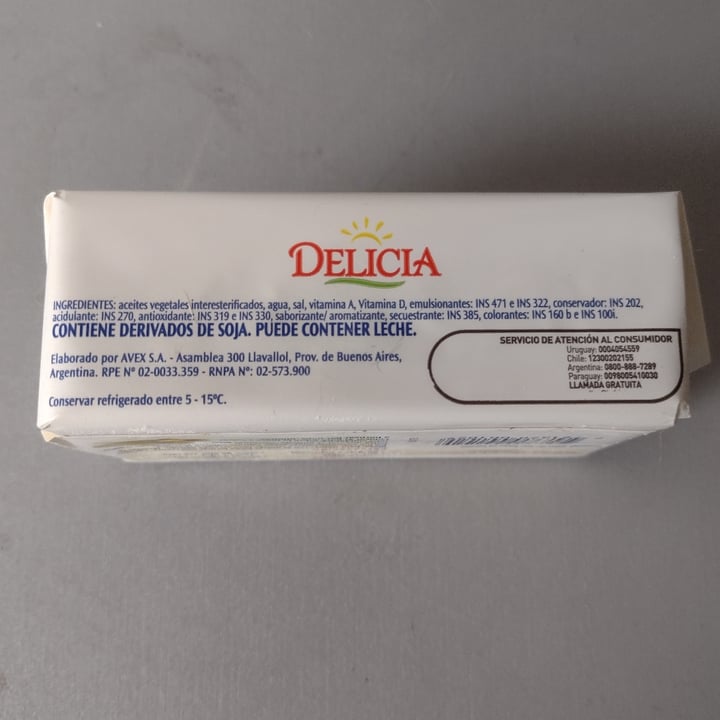 DELICIA
INGREDIENTES: aceites vegetales interesterificados, agua, sal, vitamina A, Vitamina D, emulsionantes: INS 471 e INS 322, conservador: INS 202,
acidulante: INS 270, antioxidante: INS 319 e INS 330, saborizante/ aromatizante, secuestrante: INS 385, colorantes: INS 160 b e INS 100i.
CONTIENE DERIVADOS DE SOJA. PUEDE CONTENER LECHE.
Elaborado por AVEX S.A. - Asamblea 300 Llavallol, Prov. de Buenos Aires,
Argentina. RPE Nº 02-0033.359 - RNPA Nº: 02-573.900
Conservar refrigerado entre 5 - 15ºC.
SERVICIO DE ATENCIÓN AL CONSUMIDOR
Uruguay: 0004054559
Chile: 12300202155
Argentina: 0800-888-7289
Paraguay: 0098005410030
LLAMADA GRATUITA